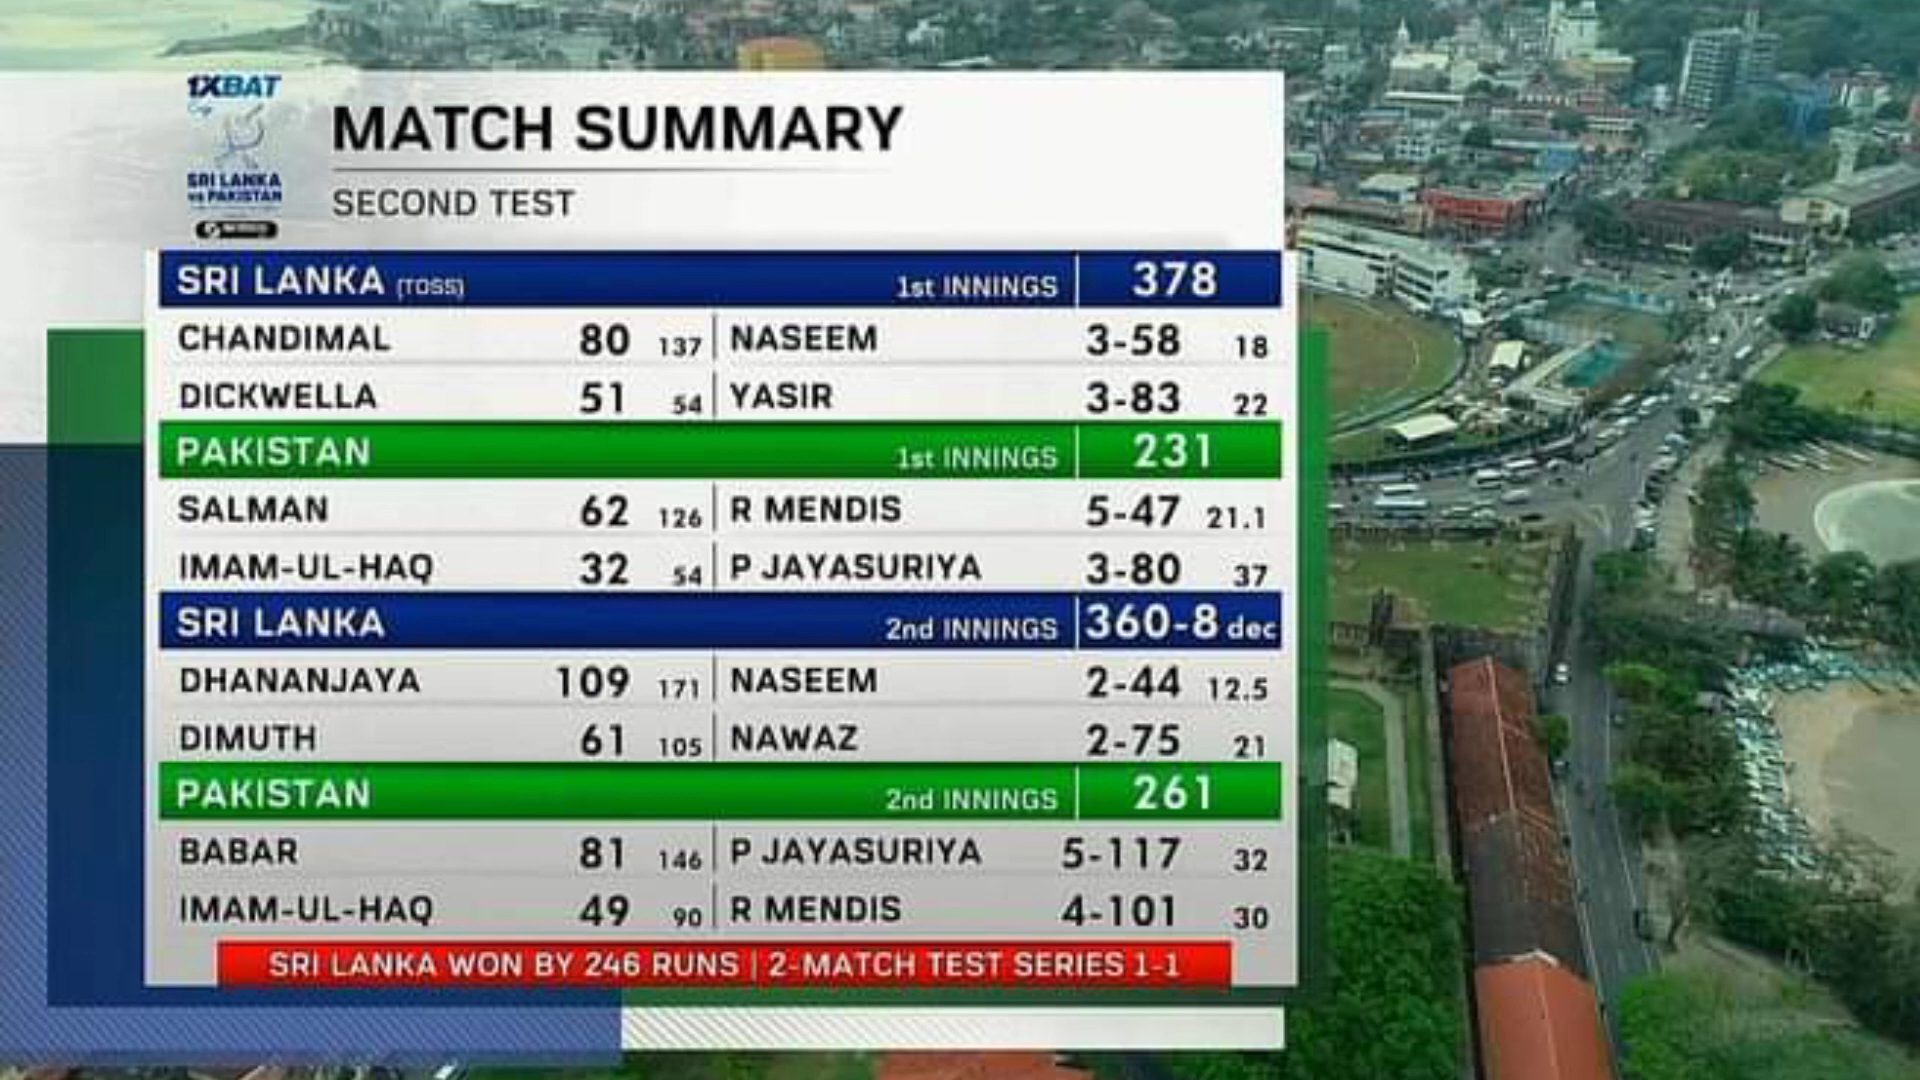 1XBAT
Cup
SRI LANKA
vs PAKISTAN
MATCH SUMMARY
SECOND TEST
SRI LANKA (TOSS) 1st INNINGS 378
CHANDIMAL 80 137 NASEEM 3-58 18
DICKWELLA 51 54 YASIR 3-83 22
PAKISTAN 1st INNINGS 231
SALMAN 62 126 R MENDIS 5-47 21.1
IMAM-UL-HAQ 32 54 P JAYASURIYA 3-80 37
SRI LANKA 2nd INNINGS 360-8 dec
DHANANJAYA 109 171 NASEEM 2-44 12.5
DIMUTH 61 105 NAWAZ 2-75 21
PAKISTAN 2nd INNINGS 261
BABAR 81 146 P JAYASURIYA 5-117 32
IMAM-UL-HAQ 49 90 R MENDIS 4-101 30
SRI LANKA WON BY 246 RUNS | 2-MATCH TEST SERIES 1-1